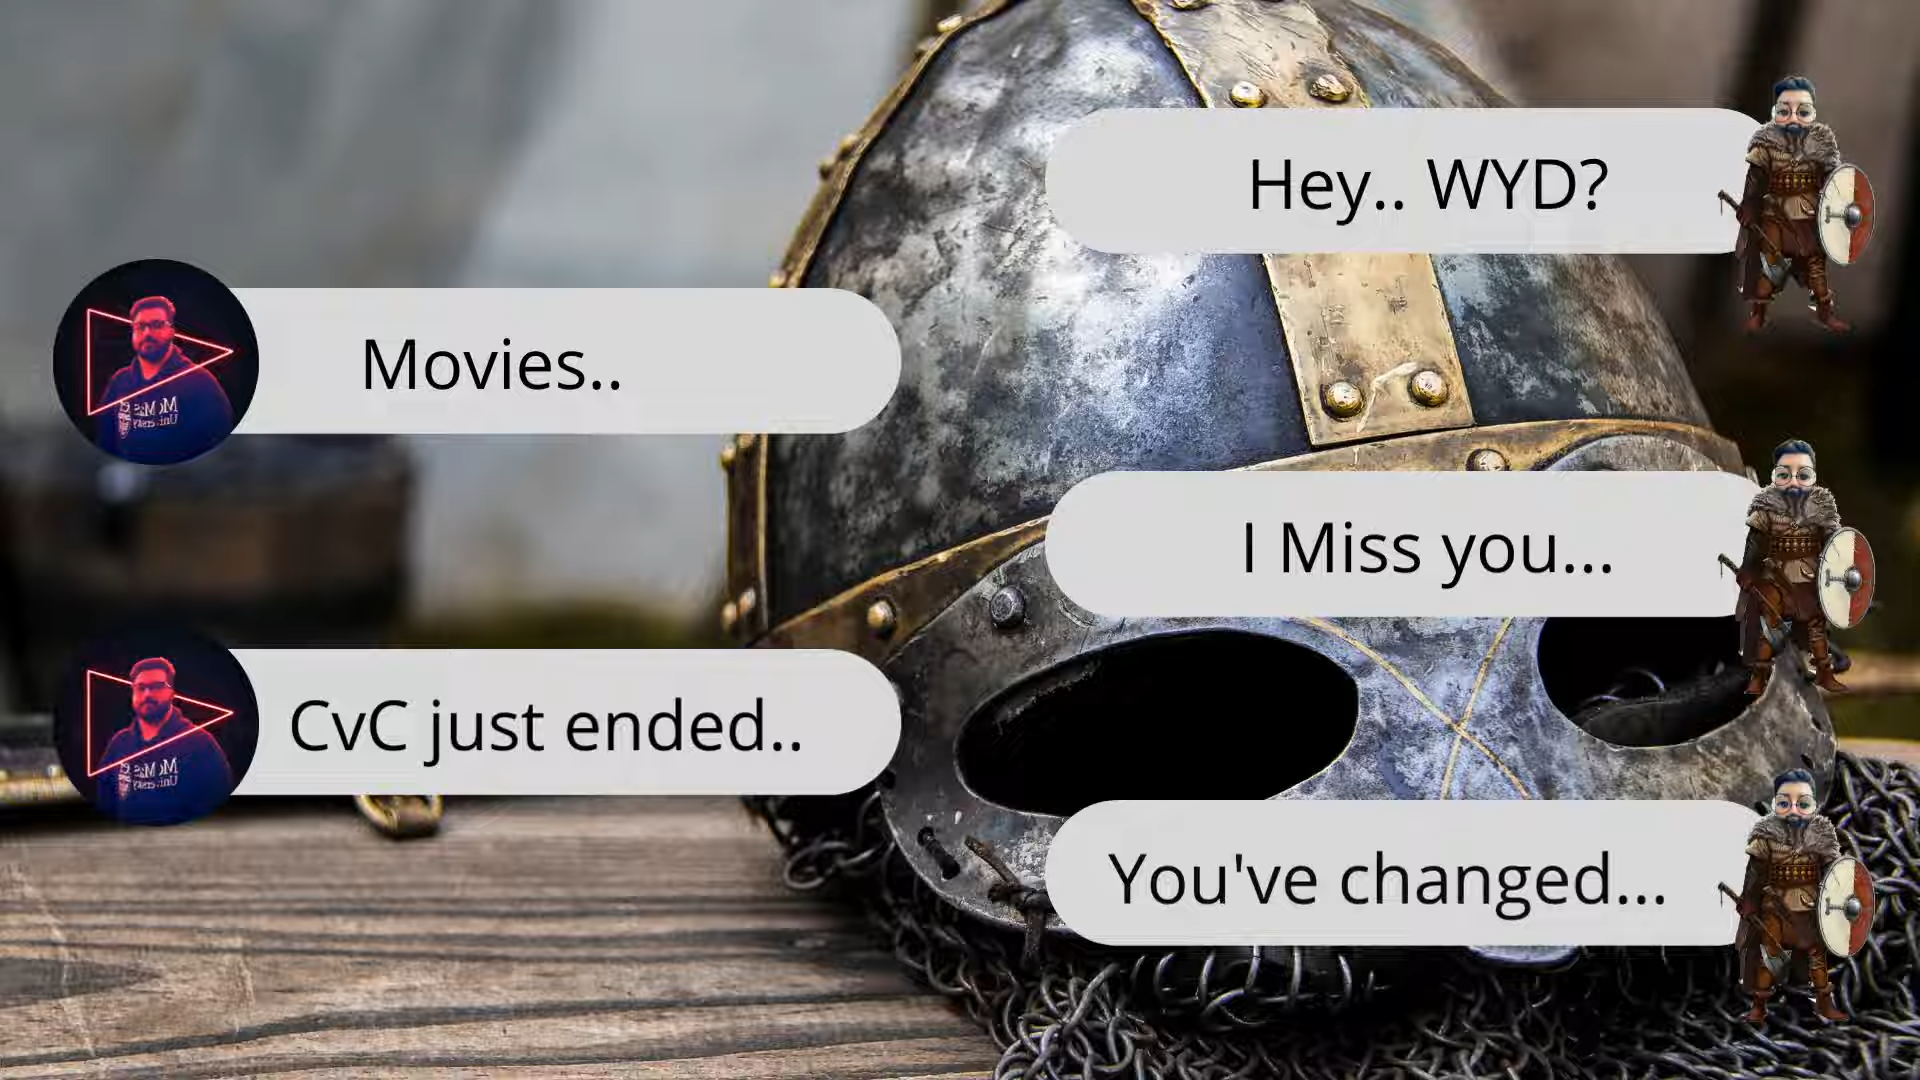 Hey.. WYD?
Movies..
I Miss you...
CvC just ended..
You've changed...